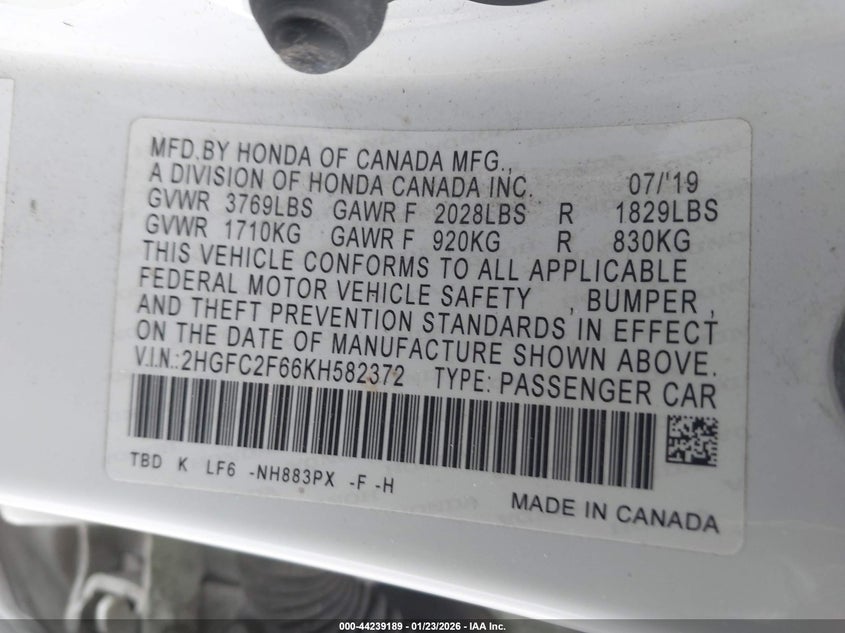 MFD.BY HONDA OF CANADA MFG.,
A DIVISION OF HONDA CANADA INC. 07/'19
GVWR 3769LBS GAWR F 2028LBS R 1829LBS
GVWR 1710KG GAWR F 920KG R 830KG
THIS VEHICLE CONFORMS TO ALL APPLICABLE
FEDERAL MOTOR VEHICLE SAFETY , BUMPER ,
AND THEFT PREVENTION STANDARDS IN EFFECT
ON THE DATE OF MANUFACTURE SHOWN ABOVE.
V.I.N.:2HGFC2F66KH582372 TYPE: PASSENGER CAR
TBD K LF6 -NH883PX -F -H
MADE IN CANADA
000-44239189 - 01/23/2026 - IAA Inc.